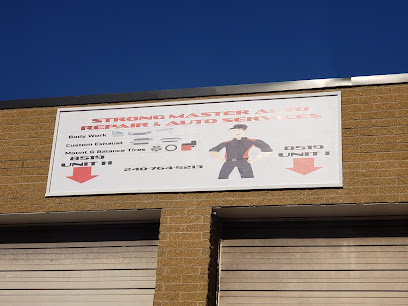 STRONG MASTER AUTO
REPAIR & AUTO SERVICES
Body Work
Custom Exhaust
Mount & Balance Tires
8519
UNIT H
240-764-5213
8519
UNIT I